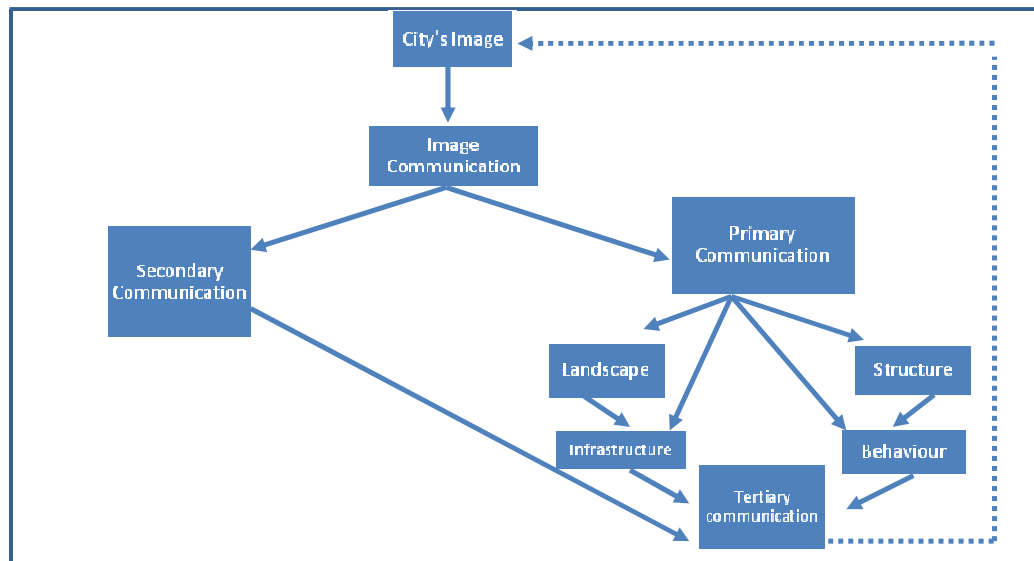 City's Image
Image
Communication
Primary
Communication
Secondary
Communication
Landscape
Structure
Infrastructure
Behaviour
Tertiary
communication